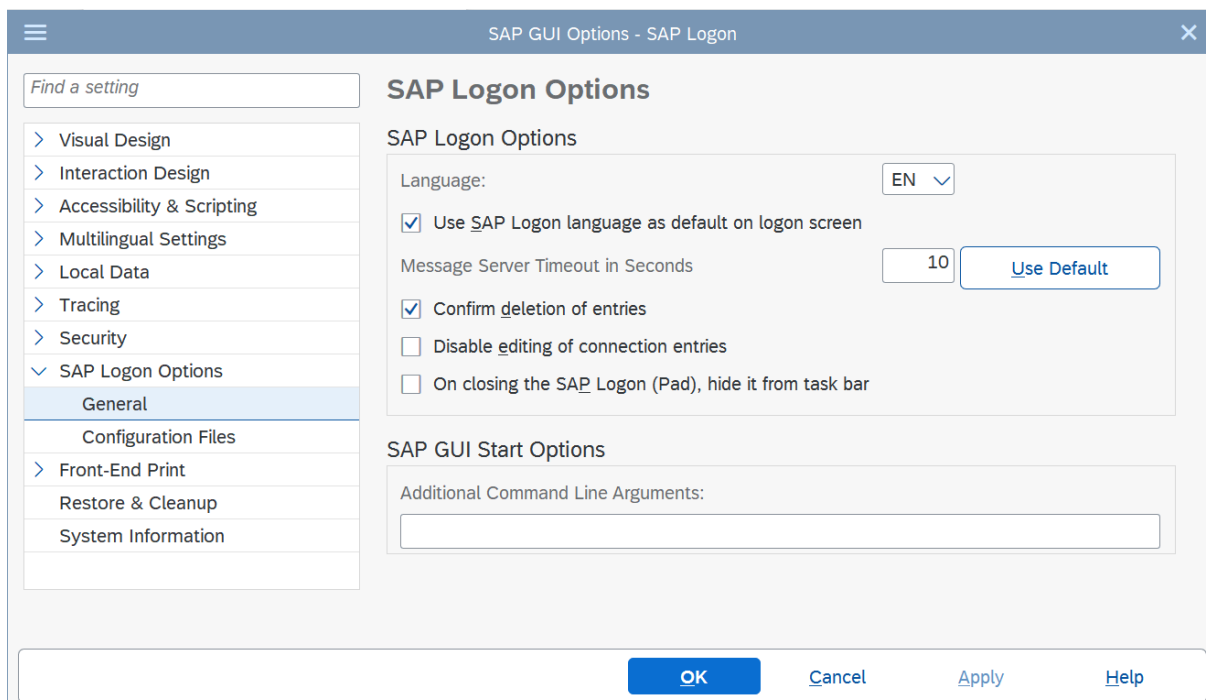 SAP GUI Options - SAP Logon
Find a setting
Visual Design
Interaction Design
Accessibility & Scripting
Multilingual Settings
Local Data
Tracing
Security
SAP Logon Options
General
Configuration Files
Front-End Print
Restore & Cleanup
System Information
SAP Logon Options
SAP Logon Options
Language:
EN
Use SAP Logon language as default on logon screen
Message Server Timeout in Seconds
10
Use Default
Confirm deletion of entries
Disable editing of connection entries
On closing the SAP Logon (Pad), hide it from task bar
SAP GUI Start Options
Additional Command Line Arguments:
OK
Cancel
Apply
Help